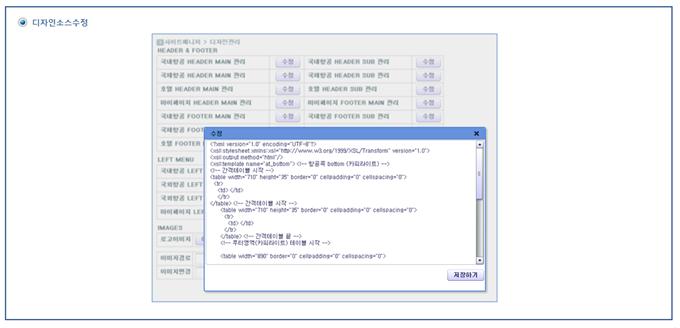 디자인소스수정
사이트매니저 > 디자인관리
HEADER & FOOTER
국내항공 HEADER MAIN 관리 수정 국내항공 HEADER SUB 관리 수정
국제항공 HEADER MAIN 관리 수정 국제항공 HEADER SUB 관리 수정
호텔 HEADER MAIN 관리 수정 호텔 HEADER SUB 관리 수정
마이페이지 HEADER MAIN 관리 수정 마이페이지 FOOTER MAIN 관리 수정
국내항공 FOOTER MAIN 관리 수정 국내항공 FOOTER SUB 관리 수정
국제항공 FOOT
호텔 FOOTER
LEFT MENU
국내항공 LEFT
국외항공 LEFT
국외항공 LEFT
마이페이지 LE
IMAGES
로고이미지
이미지경로
이미지변경
수정
<?xml version="1.0" encoding="UTF-8"?>
<xsl:stylesheet xmlns:xsl="http://www.w3.org/1999/XSL/Transform" version="1.0">
<xsl:output method="html"/>
<xsl:template name="at_bottom"> <!-- 항공쪽 bottom (카피라이트) -->
<!-- 간격테이블 시작 -->
<table width="710" height="35" border="0" cellpadding="0" cellspacing="0">
<tr>
<td> </td>
</tr>
</table> <!-- 간격테이블 시작 -->
<table width="710" height="35" border="0" cellpadding="0" cellspacing="0">
<tr>
<td> </td>
</tr>
</table> <!-- 간격테이블 끝 -->
<!-- 푸터영역(카피라이트) 테이블 시작 -->
<table width="890" border="0" cellpadding="0" cellspacing="0">
저장하기